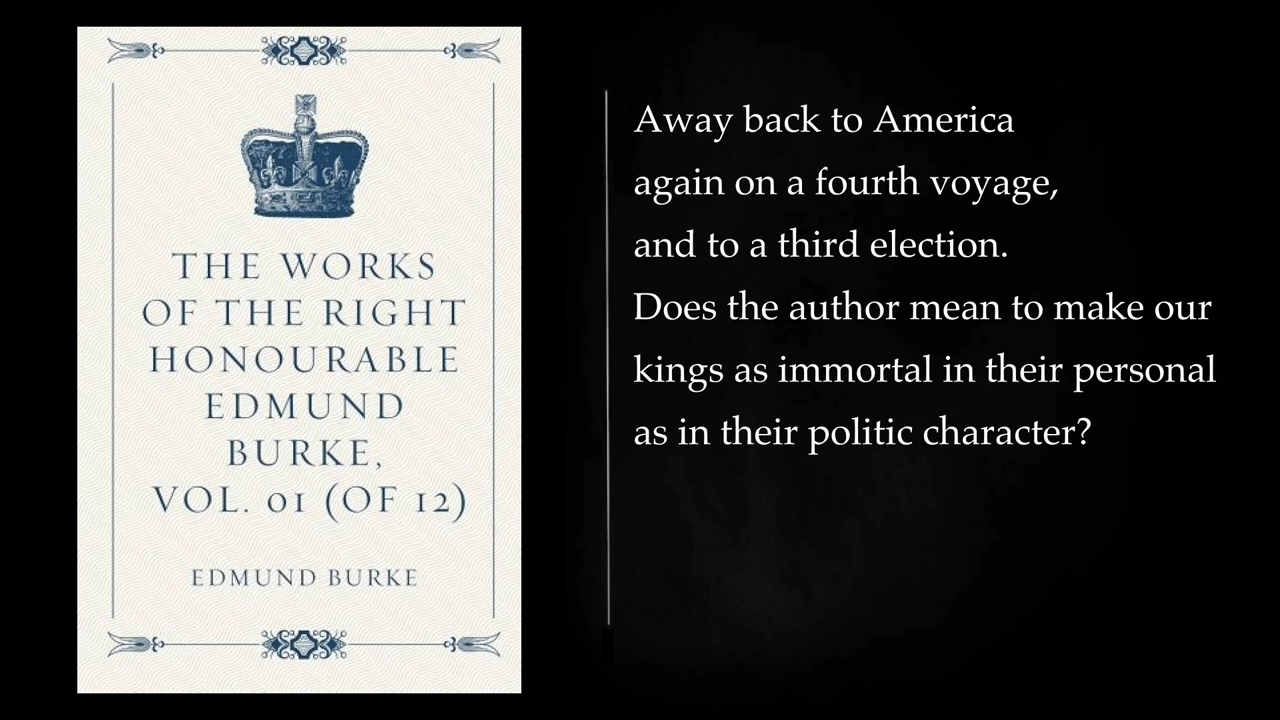 THE WORKS
OF THE RIGHT
HONOURABLE
EDMUND
BURKE,
VOL. 01 (OF 12)
EDMUND BURKE
Away back to America
again on a fourth voyage,
and to a third election.
Does the author mean to make our
kings as immortal in their personal
as in their politic character?